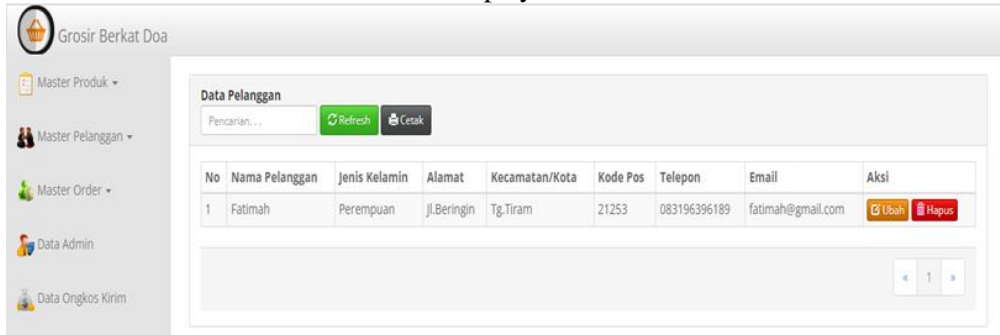 Grosir Berkat Doa
Master Produk
Master Pelanggan
Master Order
Data Admin
Data Ongkos Kirim
Data Pelanggan
Pencarian. . .
Refresh
Cetak
No Nama Pelanggan Jenis Kelamin Alamat Kecamatan/Kota Kode Pos Telepon Email Aksi
1 Fatimah Perempuan Jl.Beringin Tg.Tiram 21253 083196396189 fatimah@gmail.com Ubah Hapus
« 1 »